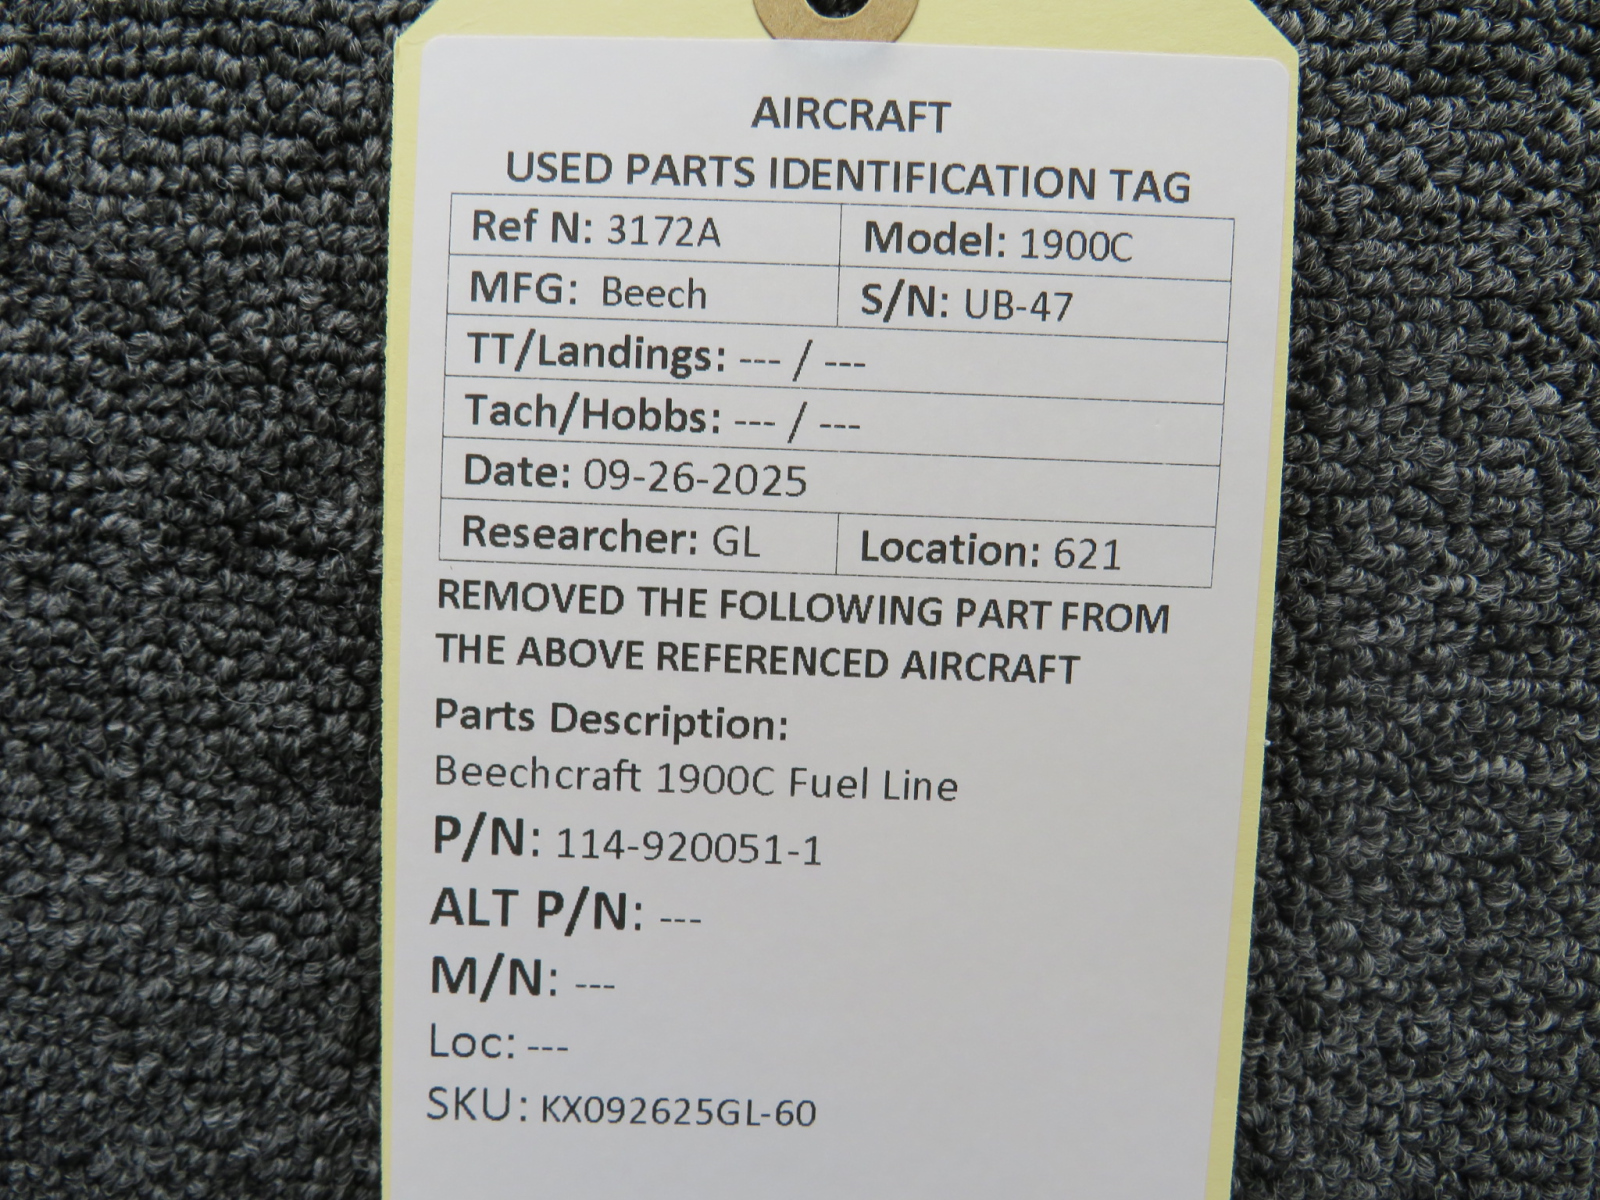 AIRCRAFT
USED PARTS IDENTIFICATION TAG
Ref N: 3172A Model: 1900C
MFG: Beech S/N: UB-47
TT/Landings: --- / ---
Tach/Hobbs: --- / ---
Date: 09-26-2025
Researcher: GL Location: 621
REMOVED THE FOLLOWING PART FROM
THE ABOVE REFERENCED AIRCRAFT
Parts Description:
Beechcraft 1900C Fuel Line
P/N: 114-920051-1
ALT P/N: ---
M/N: ---
Loc: ---
SKU: KX092625GL-60